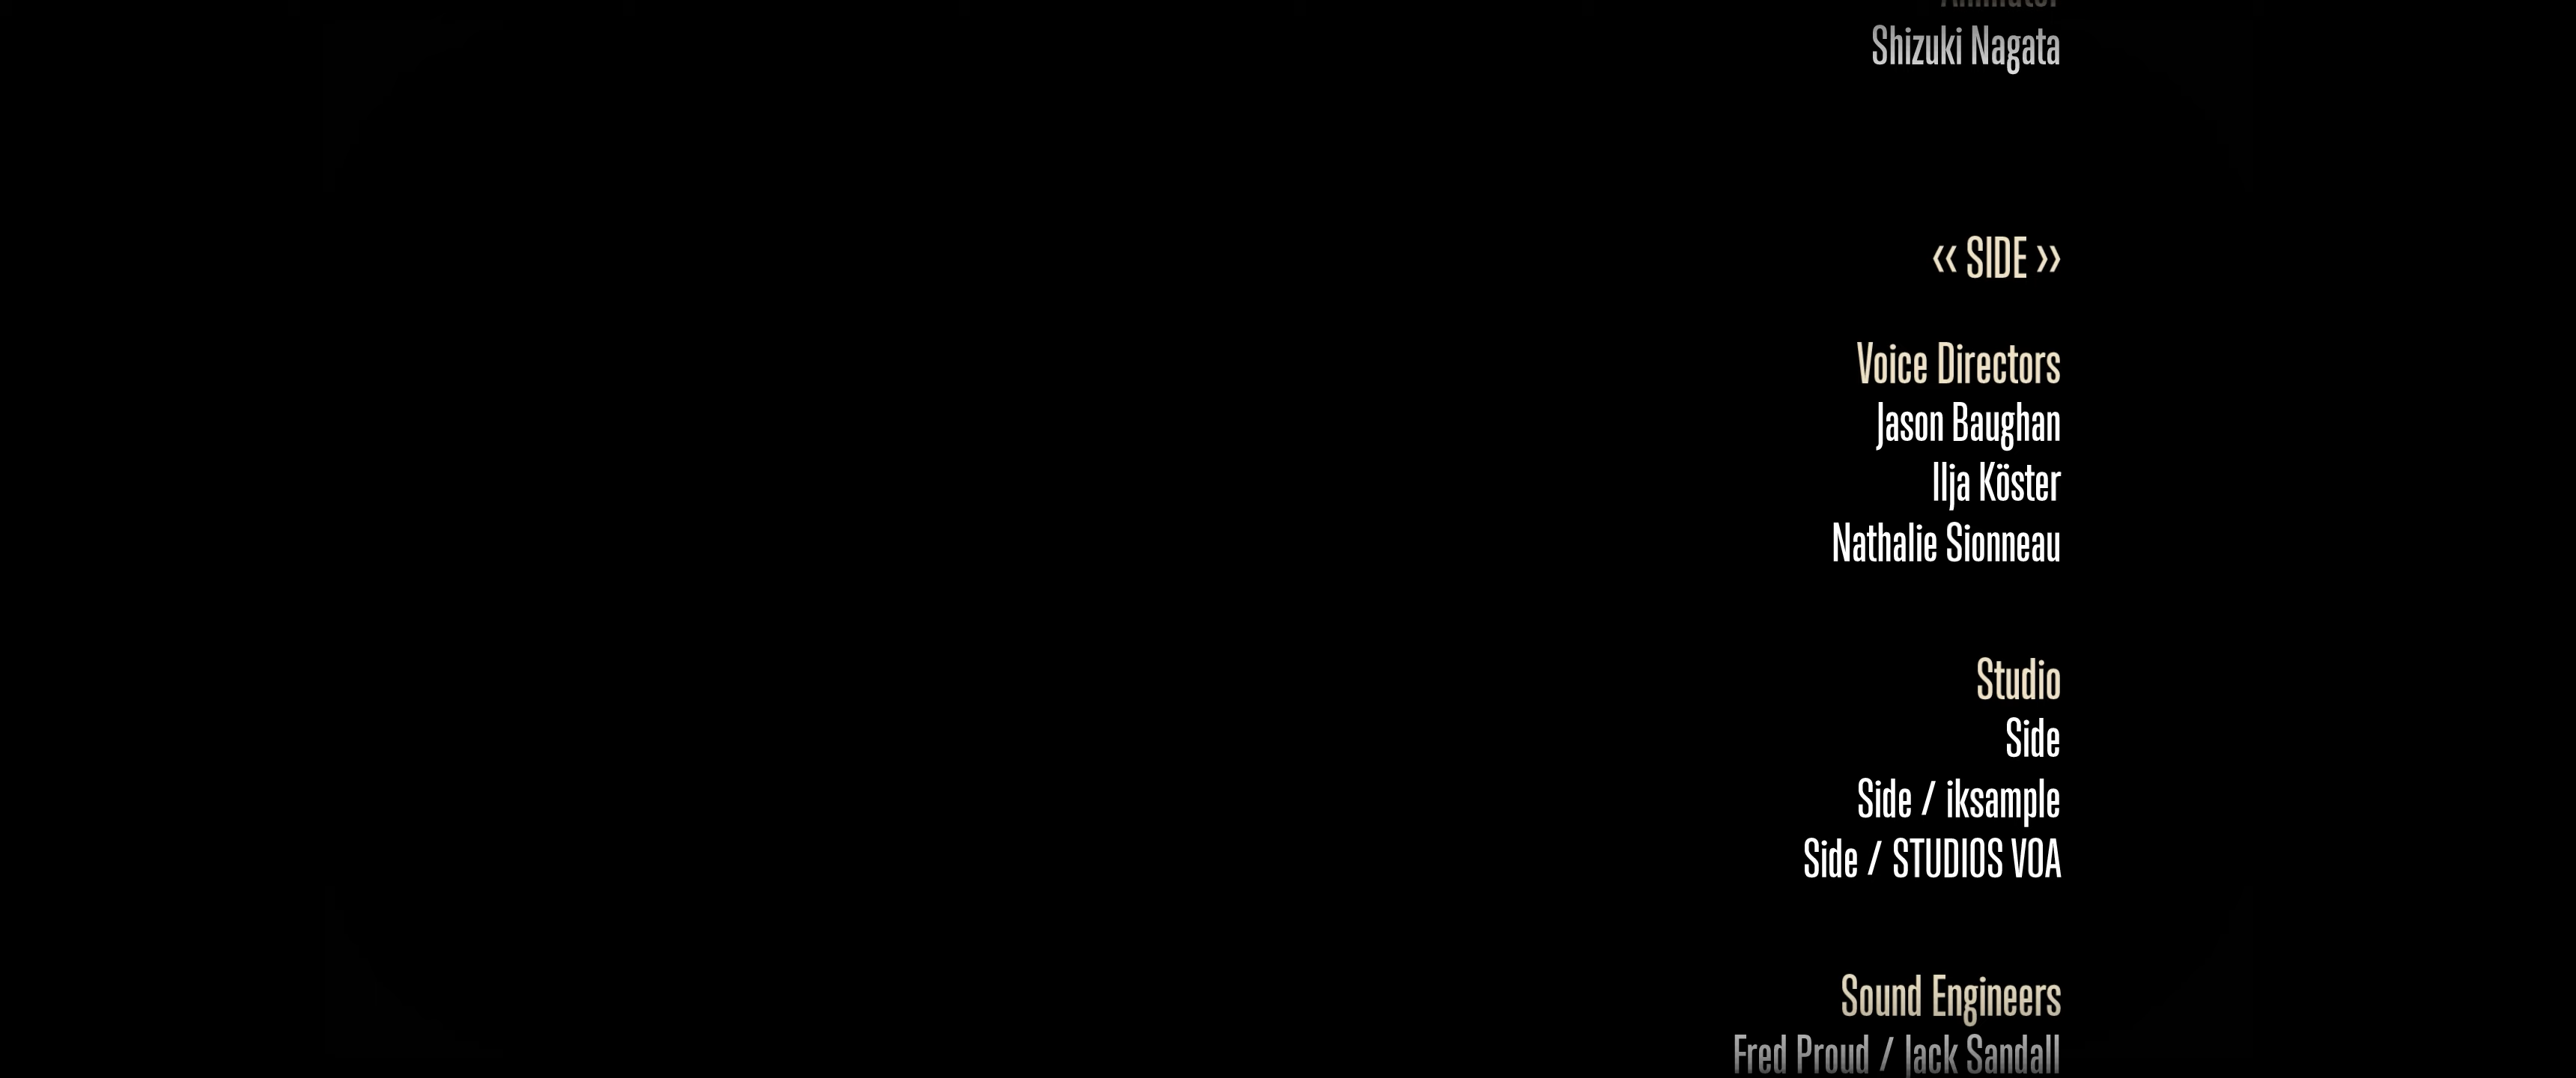 Shizuki Nagata
‹‹ SIDE ››
Voice Directors
Jason Baughan
Ilja Köster
Nathalie Sionneau
Studio
Side
Side / iksample
Side / STUDIOS VOA
Sound Engineers
Fred Proud / Jack Sandall